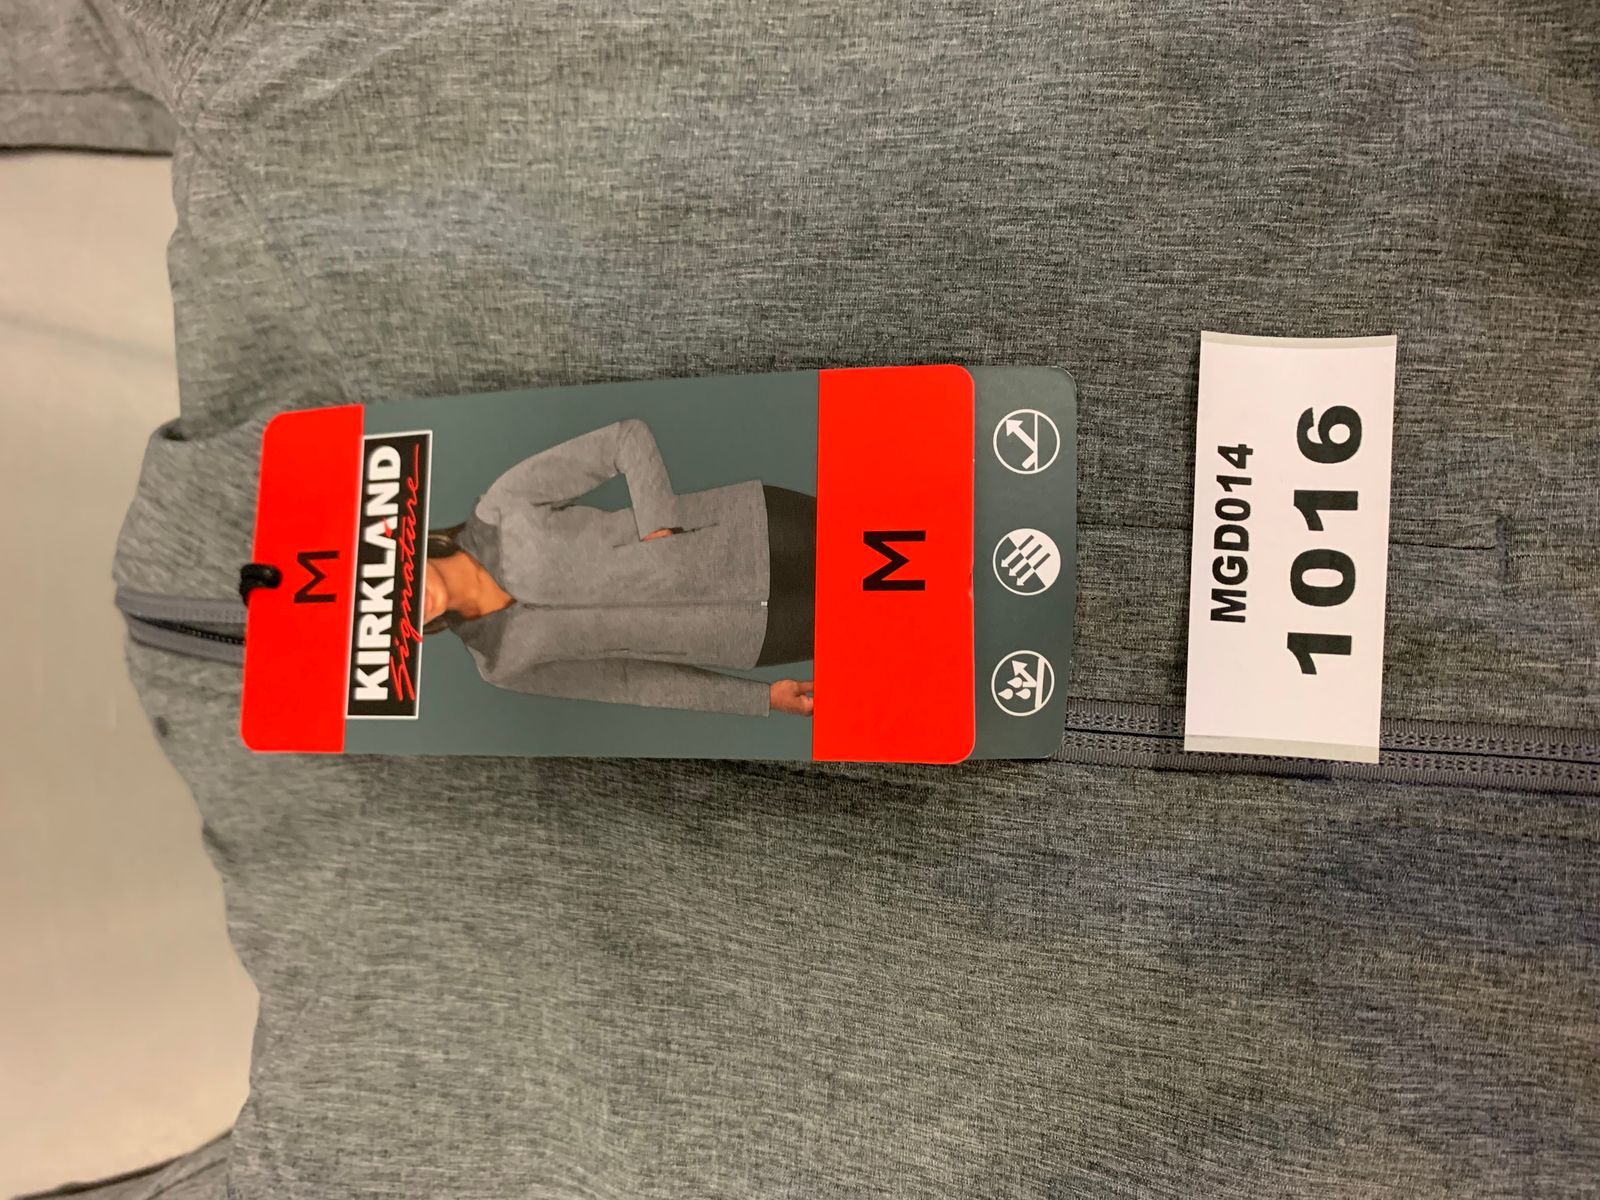 M
KIRKLAND
Signature
M
MGD014
1016